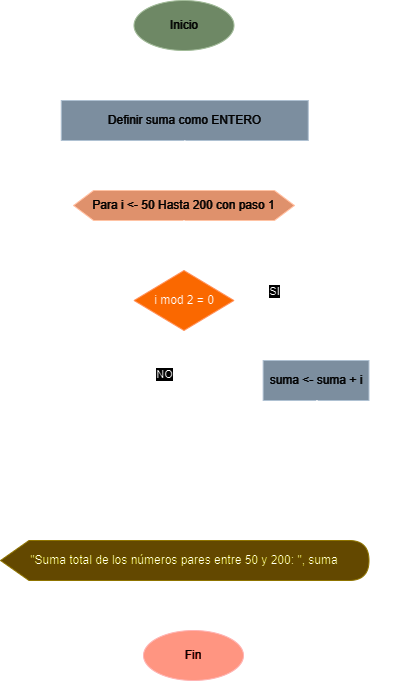 Inicio
Definir suma como ENTERO
Para i <- 50 Hasta 200 con paso 1
i mod 2 = 0
SI
NO
suma <- suma + i
"Suma total de los números pares entre 50 y 200: ", suma
Fin